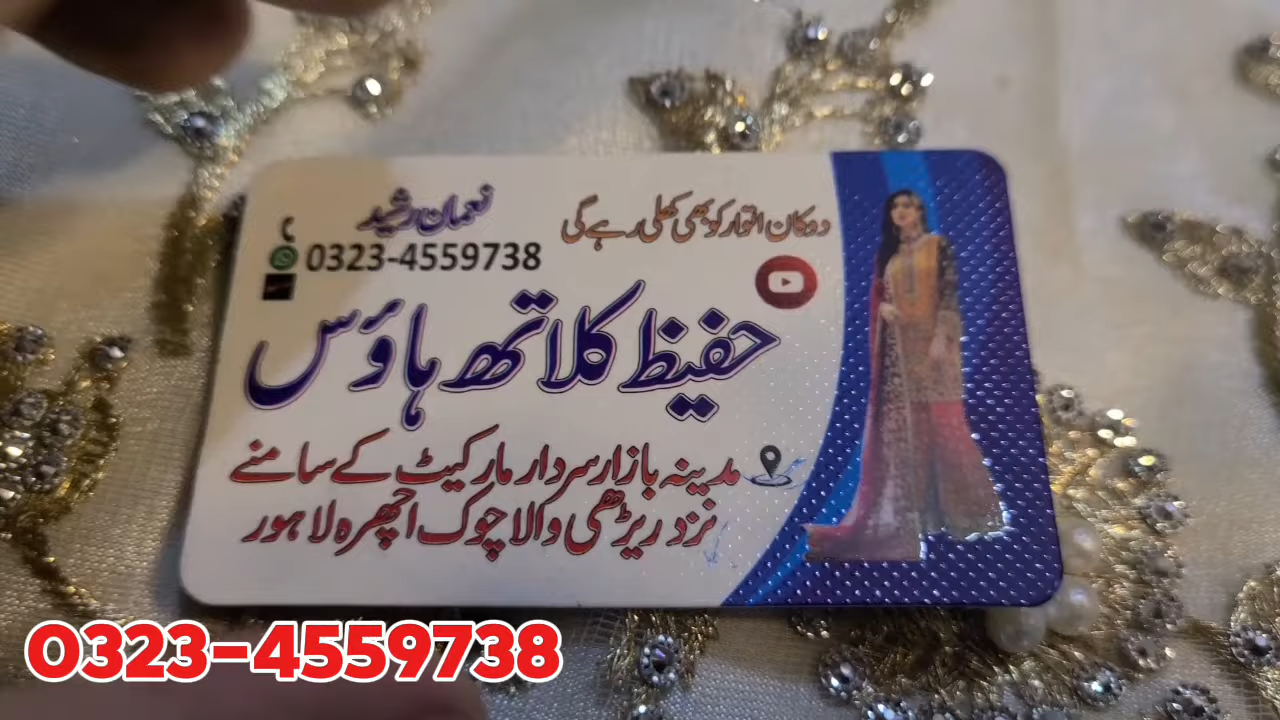 دوکان اتوار کو بھی کھلی رہے گی
نعمان رشید
0323-4559738
حفیظ کلاتھ ہاؤس
مدینہ بازار سردار مارکیٹ کے سامنے
نزد ریڑھی والا چوک اچھرہ لاہور
0323-4559738